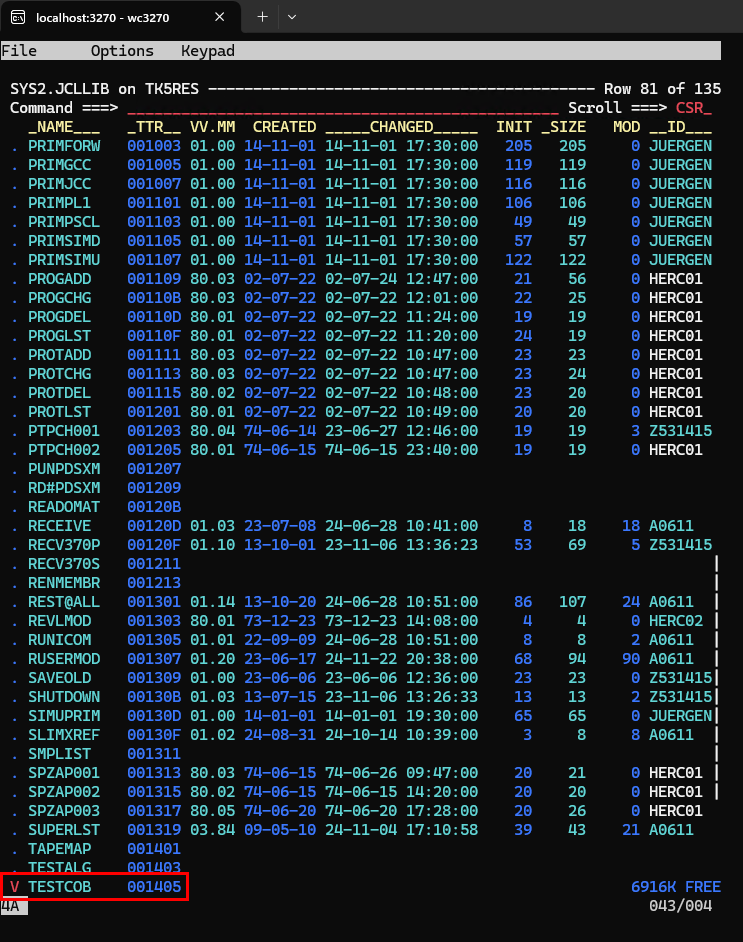 localhost:3270 - wc3270
File Options Keypad
SYS2.JCLLIB on TK5RES ------------------------------------------- Row 81 of 135
Command ===> ________________________________________________ Scroll ===> CSR_
_NAME___ _TTR__ VV.MM CREATED _____CHANGED_____ INIT _SIZE MOD __ID___
. PRIMFORW 001003 01.00 14-11-01 14-11-01 17:30:00 205 205 0 JUERGEN
. PRIMGCC 001005 01.00 14-11-01 14-11-01 17:30:00 119 119 0 JUERGEN
. PRIMJCC 001007 01.00 14-11-01 14-11-01 17:30:00 116 116 0 JUERGEN
. PRIMPL1 001101 01.00 14-11-01 14-11-01 17:30:00 106 106 0 JUERGEN
. PRIMPSCL 001103 01.00 14-11-01 14-11-01 17:30:00 49 49 0 JUERGEN
. PRIMSIMD 001105 01.00 14-11-01 14-11-01 17:30:00 57 57 0 JUERGEN
. PRIMSIMU 001107 01.00 14-11-01 14-11-01 17:30:00 122 122 0 JUERGEN
. PROGADD 001109 80.03 02-07-22 02-07-24 12:47:00 21 56 0 HERC01
. PROGCHG 00110B 80.03 02-07-22 02-07-22 12:01:00 22 25 0 HERC01
. PROGDEL 00110D 80.01 02-07-22 02-07-22 11:24:00 19 19 0 HERC01
. PROGLST 00110F 80.01 02-07-22 02-07-22 11:20:00 24 19 0 HERC01
. PROTADD 001111 80.03 02-07-22 02-07-22 10:47:00 23 23 0 HERC01
. PROTCHG 001113 80.03 02-07-22 02-07-22 10:47:00 23 24 0 HERC01
. PROTDEL 001115 80.02 02-07-22 02-07-22 10:48:00 23 20 0 HERC01
. PROTLST 001201 80.01 02-07-22 02-07-22 10:49:00 20 20 0 HERC01
. PTPCH001 001203 80.04 74-06-14 23-06-27 12:46:00 19 19 3 Z531415
. PTPCH002 001205 80.01 74-06-15 74-06-15 23:40:00 19 19 0 HERC01
. PUNPDSXM 001207
. RD#PDSXM 001209
. READOMAT 00120B
. RECEIVE 00120D 01.03 23-07-08 24-06-28 10:41:00 8 18 18 A0611
. RECV370P 00120F 01.10 13-10-01 23-11-06 13:36:23 53 69 5 Z531415
. RECV370S 001211 |
. RENMEMBR 001213 |
. REST@ALL 001301 01.14 13-10-20 24-06-28 10:51:00 86 107 24 A0611 |
. REVLMOD 001303 80.01 73-12-23 73-12-23 14:08:00 4 4 0 HERC02 |
. RUNICOM 001305 01.01 22-09-09 24-06-28 10:51:00 8 8 2 A0611 |
. RUSERMOD 001307 01.20 23-06-17 24-11-22 20:38:00 68 94 90 A0611 |
. SAVEOLD 001309 01.00 23-06-06 23-06-06 12:36:00 23 23 0 Z531415|
. SHUTDOWN 00130B 01.03 13-07-15 23-11-06 13:26:33 13 13 2 Z531415|
. SIMUPRIM 00130D 01.00 14-01-01 14-01-01 19:30:00 65 65 0 JUERGEN|
. SLIMXREF 00130F 01.02 24-08-31 24-10-14 10:39:00 3 8 8 A0611 |
. SMPLIST 001311 |
. SPZAP001 001313 80.03 74-06-15 74-06-26 09:47:00 20 21 0 HERC01 |
. SPZAP002 001315 80.02 74-06-15 74-06-15 14:20:00 20 20 0 HERC01 |
. SPZAP003 001317 80.05 74-06-20 74-06-20 17:28:00 20 26 0 HERC01
. SUPERLST 001319 03.84 09-05-10 24-11-04 17:10:58 39 43 21 A0611
. TAPEMAP 001401
. TESTALG 001403
V TESTCOB 001405 6916K FREE
4A 043/004